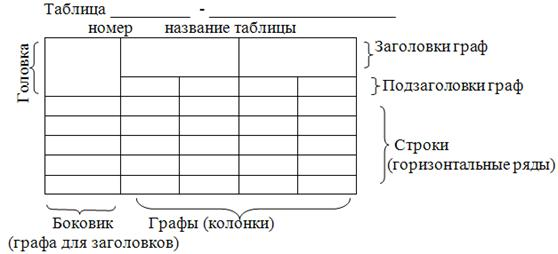 Таблица __________ - ____________________
номер название таблицы
Головка
Заголовки граф
Подзаголовки граф
Строки
(горизонтальные ряды)
Боковик
(графа для заголовков)
Графы (колонки)